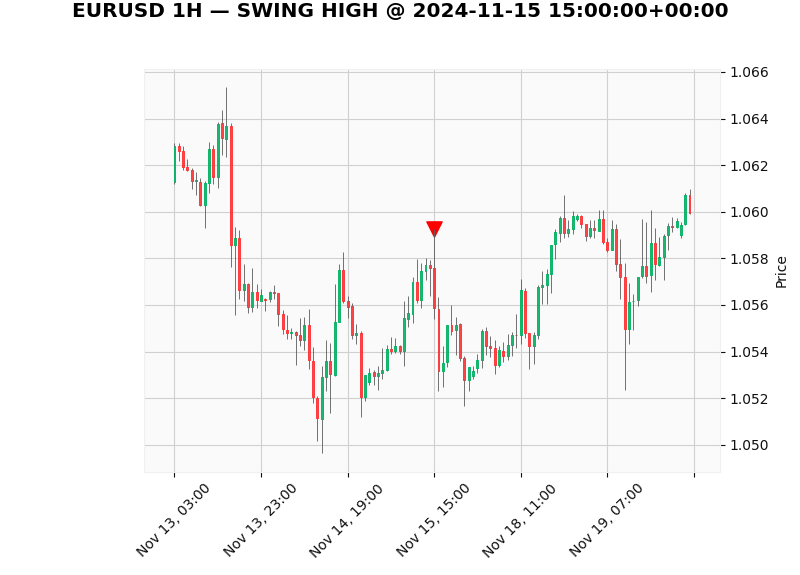 EURUSD 1H — SWING HIGH @ 2024-11-15 15:00:00+00:00
1.066
1.064
1.062
1.060
1.058
1.056
1.054
1.052
1.050
Price
Nov 13, 03:00
Nov 13, 23:00
Nov 14, 19:00
Nov 15, 15:00
Nov 18, 11:00
Nov 19, 07:00